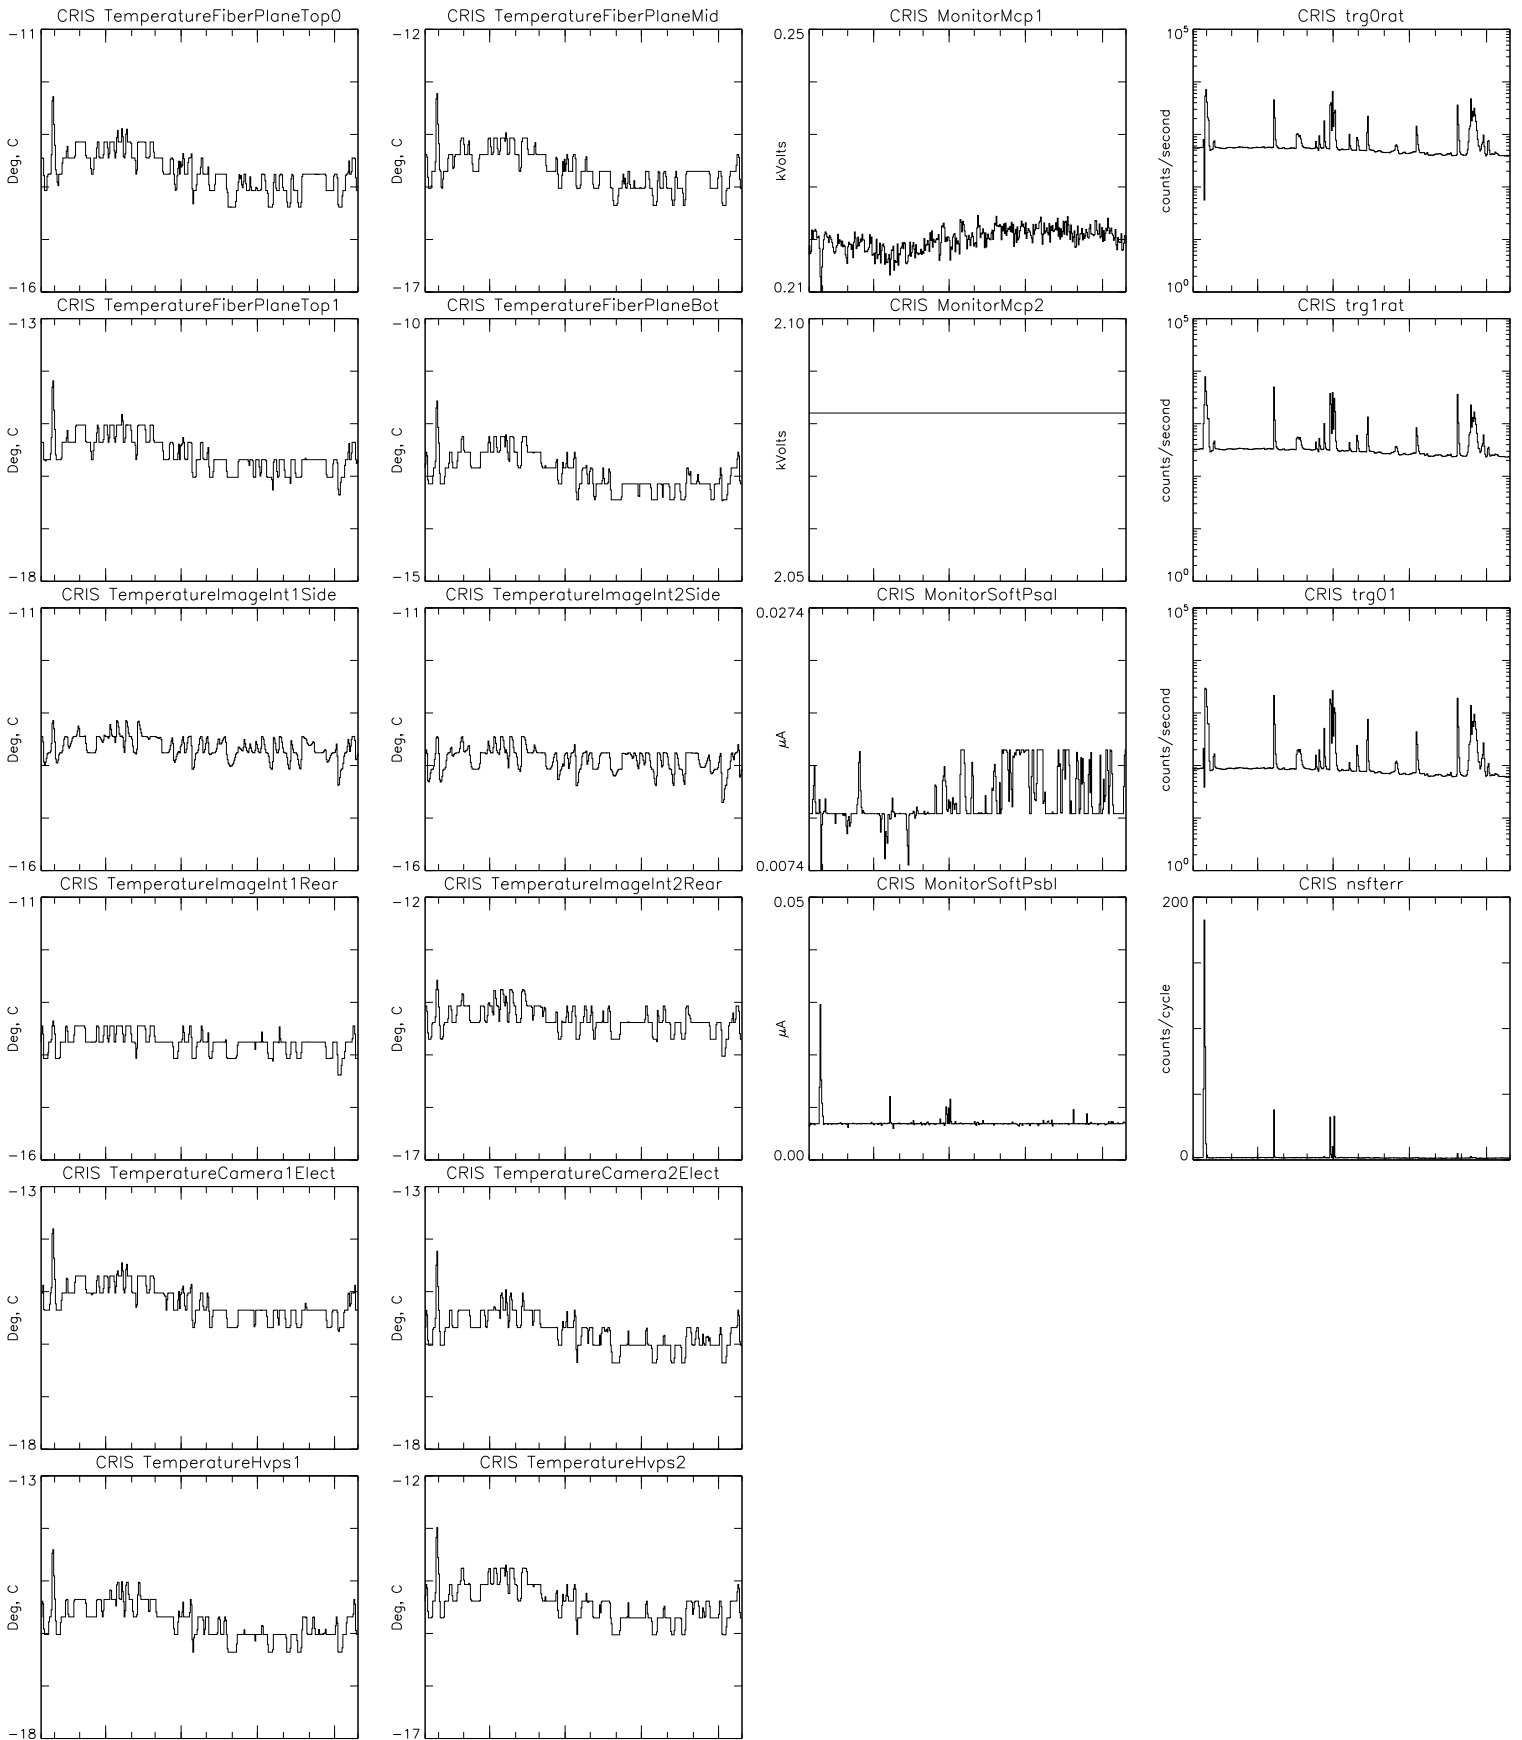 CRIS TemperatureFiberPlaneTop0
-11
Deg, C
-16
CRIS TemperatureFiberPlaneMid
-12
Deg, C
-17
CRIS MonitorMcp1
0.25
kVolts
0.21
CRIS trg0rat
10^5
counts/second
10^0
CRIS TemperatureFiberPlaneTop1
-13
Deg, C
-18
CRIS TemperatureFiberPlaneBot
-10
Deg, C
-15
CRIS MonitorMcp2
2.10
kVolts
2.05
CRIS trg1rat
10^5
counts/second
10^0
CRIS TemperatureImageInt1Side
-11
Deg, C
-16
CRIS TemperatureImageInt2Side
-11
Deg, C
-16
CRIS MonitorSoftPsaI
0.0274
μA
0.0074
CRIS trg01
10^5
counts/second
10^0
CRIS TemperatureImageInt1Rear
-11
Deg, C
-16
CRIS TemperatureImageInt2Rear
-12
Deg, C
-17
CRIS MonitorSoftPsbI
0.05
μA
0.00
CRIS nsfterr
200
counts/cycle
0
CRIS TemperatureCamera1Elect
-13
Deg, C
-18
CRIS TemperatureCamera2Elect
-13
Deg, C
-18
CRIS TemperatureHvps1
-13
Deg, C
-18
CRIS TemperatureHvps2
-12
Deg, C
-17